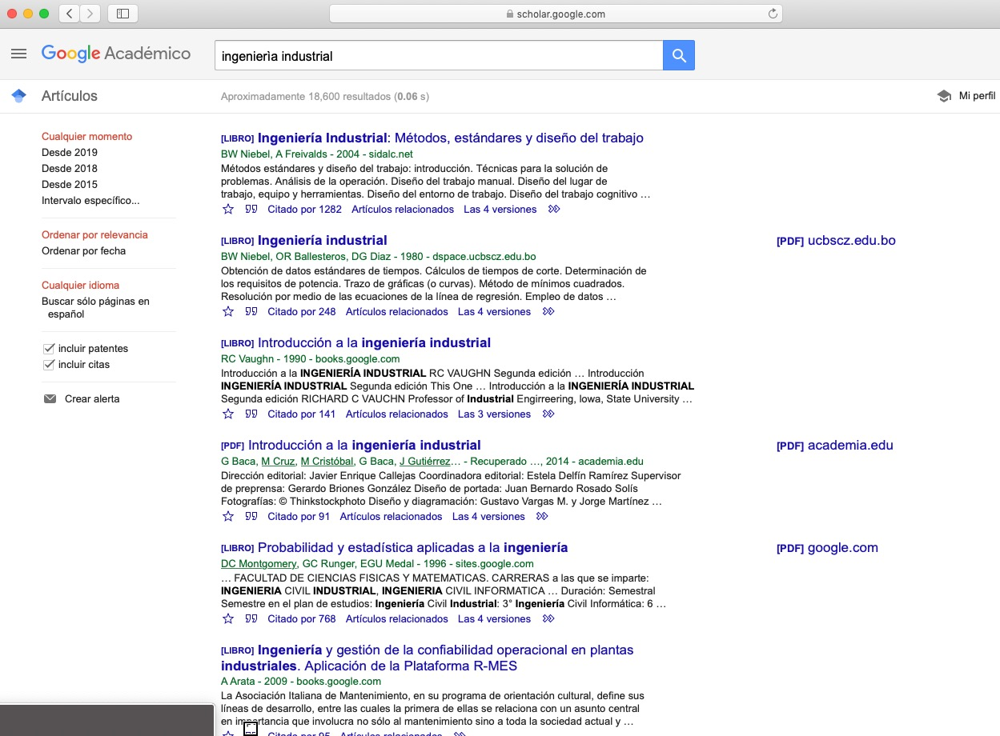 scholar.google.com
Google Académico
ingenierìa industrial
Artículos
Aproximadamente 18,600 resultados (0.06 s)
Mi perfil
Cualquier momento
Desde 2019
Desde 2018
Desde 2015
Intervalo específico...
Ordenar por relevancia
Ordenar por fecha
Cualquier idioma
Buscar sólo páginas en
español
incluir patentes
incluir citas
Crear alerta
[LIBRO] Ingeniería Industrial: Métodos, estándares y diseño del trabajo
BW Niebel, A Freivalds - 2004 - sidalc.net
Métodos estándares y diseño del trabajo: introducción. Técnicas para la solución de
problemas. Análisis de la operación. Diseño del trabajo manual. Diseño del lugar de
trabajo, equipo y herramientas. Diseño del entorno de trabajo. Diseño del trabajo cognitivo …
Citado por 1282 Artículos relacionados Las 4 versiones
[LIBRO] Ingeniería industrial
[PDF] ucbscz.edu.bo
BW Niebel, OR Ballesteros, DG Diaz - 1980 - dspace.ucbscz.edu.bo
Obtención de datos estándares de tiempos. Cálculos de tiempos de corte. Determinación de
los requisitos de potencia. Trazo de gráficas (o curvas). Método de mínimos cuadrados.
Resolución por medio de las ecuaciones de la línea de regresión. Empleo de datos …
Citado por 248 Artículos relacionados Las 4 versiones
[LIBRO] Introducción a la ingeniería industrial
RC Vaughn - 1990 - books.google.com
Introducción a la INGENIERÍA INDUSTRIAL RC VAUGHN Segunda edición … Introducción
INGENIERÍA INDUSTRIAL Segunda edición This One … Introducción a la INGENIERÍA INDUSTRIAL
Segunda edición RICHARD C VAUCHN Professor of Industrial Engirreering, lowa, State University …
Citado por 141 Artículos relacionados Las 3 versiones
[PDF] Introducción a la ingeniería industrial
[PDF] academia.edu
G Baca, M Cruz, M Cristóbal, G Baca, J Gutiérrez… - Recuperado …, 2014 - academia.edu
Dirección editorial: Javier Enrique Callejas Coordinadora editorial: Estela Delfín Ramírez Supervisor
de preprensa: Gerardo Briones González Diseño de portada: Juan Bernardo Rosado Solís
Fotografías: © Thinkstockphoto Diseño y diagramación: Gustavo Vargas M. y Jorge Martínez …
Citado por 91 Artículos relacionados Las 4 versiones
[LIBRO] Probabilidad y estadística aplicadas a la ingeniería
[PDF] google.com
DC Montgomery, GC Runger, EGU Medal - 1996 - sites.google.com
… FACULTAD DE CIENCIAS FISICAS Y MATEMATICAS. CARRERAS a las que se imparte:
INGENIERIA CIVIL INDUSTRIAL, INGENIERIA CIVIL INFORMATICA … Duración: Semestral
Semestre en el plan de estudios: Ingeniería Civil Industrial: 3° Ingeniería Civil Informática: 6 …
Citado por 768 Artículos relacionados Las 4 versiones
[LIBRO] Ingeniería y gestión de la confiabilidad operacional en plantas
industriales. Aplicación de la Plataforma R-MES
A Arata - 2009 - books.google.com
La Asociación Italiana de Mantenimiento, en su programa de orientación cultural, define sus
líneas de desarrollo, entre las cuales la primera de ellas se relaciona con un asunto central
en importancia que involucra no sólo al mantenimiento sino a toda la sociedad actual y …
Citado por 95 Artículos relacionados